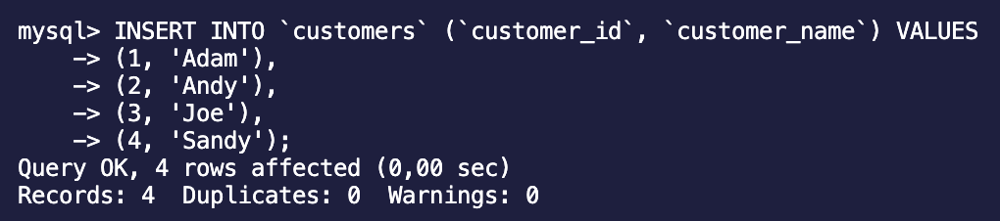 mysql> INSERT INTO `customers` (`customer_id`, `customer_name`) VALUES
    -> (1, 'Adam'),
    -> (2, 'Andy'),
    -> (3, 'Joe'),
    -> (4, 'Sandy');
Query OK, 4 rows affected (0,00 sec)
Records: 4  Duplicates: 0  Warnings: 0